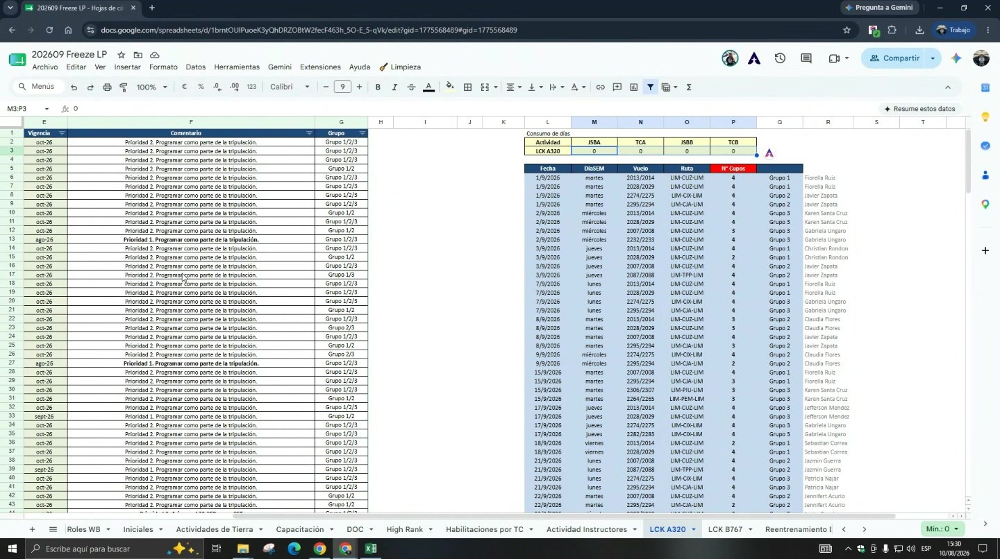 202609 Freeze LP - Hojas de cá
Pregunta a Gemini
docs.google.com/spreadsheets/d/1brntOUlPuoeK3yQhDRZOBtW2fecF463h_5O-E_5-qVk/edit?gid=1775568489#gid=1775568489
Trabajo
202609 Freeze LP
Archivo Editar Ver Insertar Formato Datos Herramientas Gemini Extensiones Ayuda Limpieza
Compartir
Menús 100% € % .0 .00 123 Calibri 9
M3:P3 fx 0
Resume estos datos
E F G H I J K L M N O P Q R S T
1 Vigencia Comentario Grupo Consumo de días
2 oct-26 Prioridad 2. Programar como parte de la tripulación. Grupo 1/2/3 Actividad JSBA TCA JSBB TCB
3 oct-26 Prioridad 2. Programar como parte de la tripulación. Grupo 1/2/3 LCK A320 0 0 0 0
4 oct-26 Prioridad 2. Programar como parte de la tripulación. Grupo 1/2/3
5 oct-26 Prioridad 2. Programar como parte de la tripulación. Grupo 1/2 Fecha DíaSEM Vuelo Ruta N° Cupos
6 oct-26 Prioridad 2. Programar como parte de la tripulación. Grupo 1/2/3 1/9/2026 martes 2013/2014 LIM-CUZ-LIM 4 Grupo 1 Fiorella Ruiz
7 oct-26 Prioridad 2. Programar como parte de la tripulación. Grupo 1/2/3 1/9/2026 martes 2028/2029 LIM-CUZ-LIM 4 Grupo 1 Fiorella Ruiz
8 oct-26 Prioridad 2. Programar como parte de la tripulación. Grupo 1/2/3 1/9/2026 martes 2274/2275 LIM-CIX-LIM 4 Grupo 2 Javier Zapata
9 oct-26 Prioridad 2. Programar como parte de la tripulación. Grupo 1/2/3 1/9/2026 martes 2295/2294 LIM-CJA-LIM 4 Grupo 2 Javier Zapata
10 oct-26 Prioridad 2. Programar como parte de la tripulación. Grupo 1/2 2/9/2026 miércoles 2013/2014 LIM-CUZ-LIM 4 Grupo 3 Karen Santa Cruz
11 oct-26 Prioridad 2. Programar como parte de la tripulación. Grupo 1/2/3 2/9/2026 miércoles 2028/2029 LIM-CUZ-LIM 4 Grupo 3 Karen Santa Cruz
12 oct-26 Prioridad 2. Programar como parte de la tripulación. Grupo 1/2 2/9/2026 miércoles 2007/2008 LIM-CUZ-LIM 3 Grupo 3 Gabriela Ungaro
13 ago-26 Prioridad 1. Programar como parte de la tripulación. Grupo 1/2/3 2/9/2026 miércoles 2232/2233 LIM-CUZ-LIM 4 Grupo 3 Gabriela Ungaro
14 oct-26 Prioridad 2. Programar como parte de la tripulación. Grupo 1/2/3 3/9/2026 jueves 2013/2014 LIM-CUZ-LIM 4 Grupo 1 Christian Rondon
15 oct-26 Prioridad 2. Programar como parte de la tripulación. Grupo 1/2 3/9/2026 jueves 2028/2029 LIM-CUZ-LIM 2 Grupo 1 Christian Rondon
16 oct-26 Prioridad 2. Programar como parte de la tripulación. Grupo 1/2/3 3/9/2026 jueves 2007/2008 LIM-CUZ-LIM 4 Grupo 2 Javier Zapata
17 oct-26 Prioridad 2. Programar como parte de la tripulación. Grupo 1/3 3/9/2026 jueves 2087/2088 LIM-TPP-LIM 4 Grupo 2 Javier Zapata
18 oct-26 Prioridad 2. Programar como parte de la tripulación. Grupo 1/2/3 7/9/2026 lunes 2013/2014 LIM-CUZ-LIM 4 Grupo 1 Fiorella Ruiz
19 oct-26 Prioridad 2. Programar como parte de la tripulación. Grupo 1/2/3 7/9/2026 lunes 2028/2029 LIM-CUZ-LIM 4 Grupo 1 Fiorella Ruiz
20 oct-26 Prioridad 2. Programar como parte de la tripulación. Grupo 1/2/3 7/9/2026 lunes 2274/2275 LIM-CIX-LIM 4 Grupo 3 Gabriela Ungaro
21 oct-26 Prioridad 2. Programar como parte de la tripulación. Grupo 1/2 7/9/2026 lunes 2295/2294 LIM-CJA-LIM 4 Grupo 3 Gabriela Ungaro
22 oct-26 Prioridad 2. Programar como parte de la tripulación. Grupo 1/2/3 8/9/2026 martes 2013/2014 LIM-CUZ-LIM 3 Grupo 2 Claudia Flores
23 oct-26 Prioridad 2. Programar como parte de la tripulación. Grupo 2/3 8/9/2026 martes 2028/2029 LIM-CUZ-LIM 3 Grupo 2 Claudia Flores
24 oct-26 Prioridad 2. Programar como parte de la tripulación. Grupo 1/2/3 8/9/2026 martes 2007/2008 LIM-CUZ-LIM 4 Grupo 2 Javier Zapata
25 oct-26 Prioridad 2. Programar como parte de la tripulación. Grupo 1/2 8/9/2026 martes 2295/2294 LIM-CJA-LIM 3 Grupo 2 Javier Zapata
26 oct-26 Prioridad 2. Programar como parte de la tripulación. Grupo 2/3 9/9/2026 miércoles 2274/2275 LIM-CIX-LIM 4 Grupo 2 Claudia Flores
27 ago-26 Prioridad 1. Programar como parte de la tripulación. Grupo 1/2/3 9/9/2026 miércoles 2295/2294 LIM-CJA-LIM 2 Grupo 2 Claudia Flores
28 oct-26 Prioridad 2. Programar como parte de la tripulación. Grupo 1/2/3 15/9/2026 martes 2007/2008 LIM-CUZ-LIM 4 Grupo 1 Fiorella Ruiz
29 oct-26 Prioridad 2. Programar como parte de la tripulación. Grupo 1/2/3 15/9/2026 martes 2295/2294 LIM-CJA-LIM 3 Grupo 1 Fiorella Ruiz
30 oct-26 Prioridad 2. Programar como parte de la tripulación. Grupo 1/2/3 15/9/2026 martes 2306/2307 LIM-PIU-LIM 3 Grupo 3 Karen Santa Cruz
31 oct-26 Prioridad 2. Programar como parte de la tripulación. Grupo 1/2 15/9/2026 martes 2264/2265 LIM-PEM-LIM 3 Grupo 3 Karen Santa Cruz
32 oct-26 Prioridad 2. Programar como parte de la tripulación. Grupo 1/2/3 17/9/2026 jueves 2013/2014 LIM-CUZ-LIM 4 Grupo 3 Jefferson Mendez
33 sept-26 Prioridad 1. Programar como parte de la tripulación. Grupo 1/2 17/9/2026 jueves 2028/2029 LIM-CUZ-LIM 4 Grupo 3 Jefferson Mendez
34 oct-26 Prioridad 2. Programar como parte de la tripulación. Grupo 1/2/3 17/9/2026 jueves 2274/2275 LIM-CIX-LIM 4 Grupo 3 Gabriela Ungaro
35 oct-26 Prioridad 2. Programar como parte de la tripulación. Grupo 1/2/3 17/9/2026 jueves 2282/2283 LIM-CIX-LIM 4 Grupo 3 Gabriela Ungaro
36 oct-26 Prioridad 2. Programar como parte de la tripulación. Grupo 1/2/3 18/9/2026 viernes 2013/2014 LIM-CUZ-LIM 2 Grupo 1 Sebastian Correa
37 oct-26 Prioridad 2. Programar como parte de la tripulación. Grupo 1/2/3 18/9/2026 viernes 2028/2029 LIM-CUZ-LIM 4 Grupo 1 Sebastian Correa
38 oct-26 Prioridad 2. Programar como parte de la tripulación. Grupo 1/2/3 21/9/2026 lunes 2007/2008 LIM-CUZ-LIM 4 Grupo 2 Jazmin Guerra
39 sept-26 Prioridad 1. Programar como parte de la tripulación. Grupo 1/2/3 21/9/2026 lunes 2087/2088 LIM-TPP-LIM 4 Grupo 2 Jazmin Guerra
40 oct-26 Prioridad 2. Programar como parte de la tripulación. Grupo 1/2/3 21/9/2026 lunes 2274/2275 LIM-CIX-LIM 4 Grupo 3 Patricia Najar
41 oct-26 Prioridad 2. Programar como parte de la tripulación. Grupo 1/2/3 21/9/2026 lunes 2295/2294 LIM-CJA-LIM 4 Grupo 3 Patricia Najar
42 oct-26 Prioridad 2. Programar como parte de la tripulación. Grupo 1/2 22/9/2026 martes 2007/2008 LIM-CUZ-LIM 4 Grupo 2 Jennifert Acurio
43 oct-26 Prioridad 2. Programar como parte de la tripulación. Grupo 1/2 22/9/2026 martes 2295/2294 LIM-CJA-LIM 2 Grupo 2 Jennifert Acurio
Roles WB Iniciales Actividades de Tierra Capacitación DOC High Rank Habilitaciones por TC Actividad Instructores LCK A320 LCK B767 Reentrenamiento Mín.: 0
Escribe aquí para buscar
ESP
15:30
10/08/2026